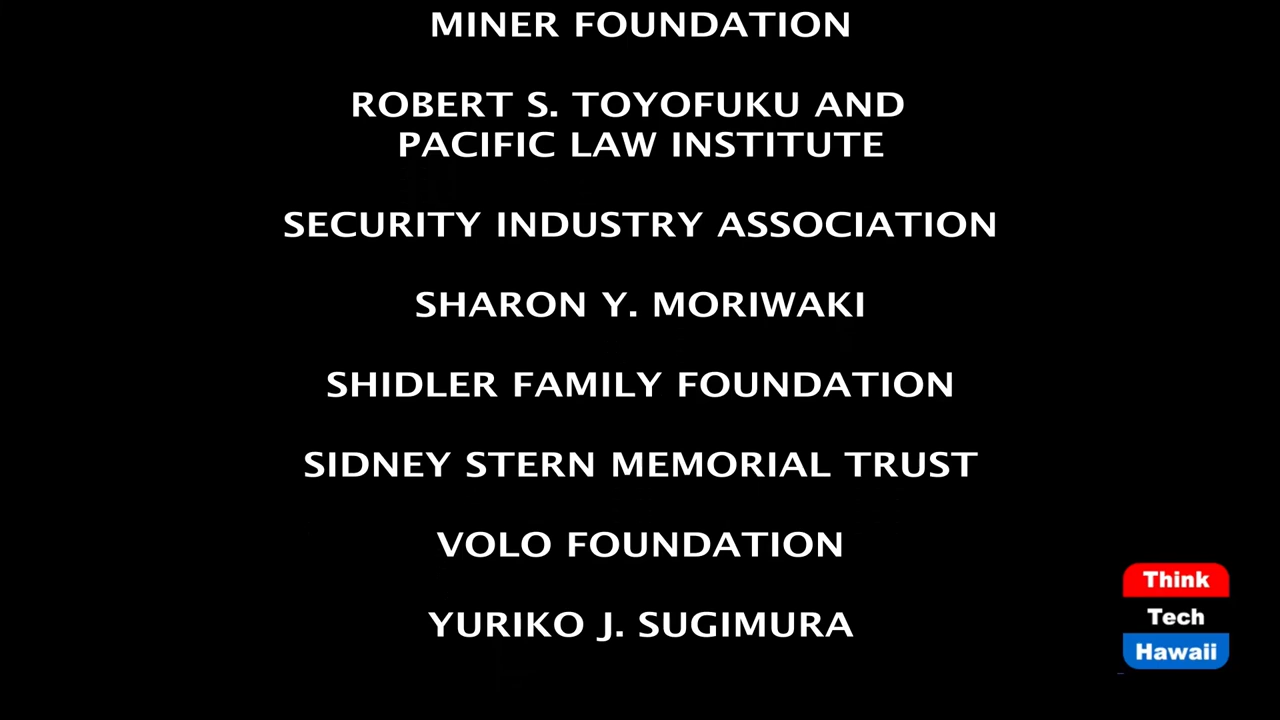 MINER FOUNDATION
ROBERT S. TOYOFUKU AND
PACIFIC LAW INSTITUTE
SECURITY INDUSTRY ASSOCIATION
SHARON Y. MORIWAKI
SHIDLER FAMILY FOUNDATION
SIDNEY STERN MEMORIAL TRUST
VOLO FOUNDATION
YURIKO J. SUGIMURA
Think
Tech
Hawaii